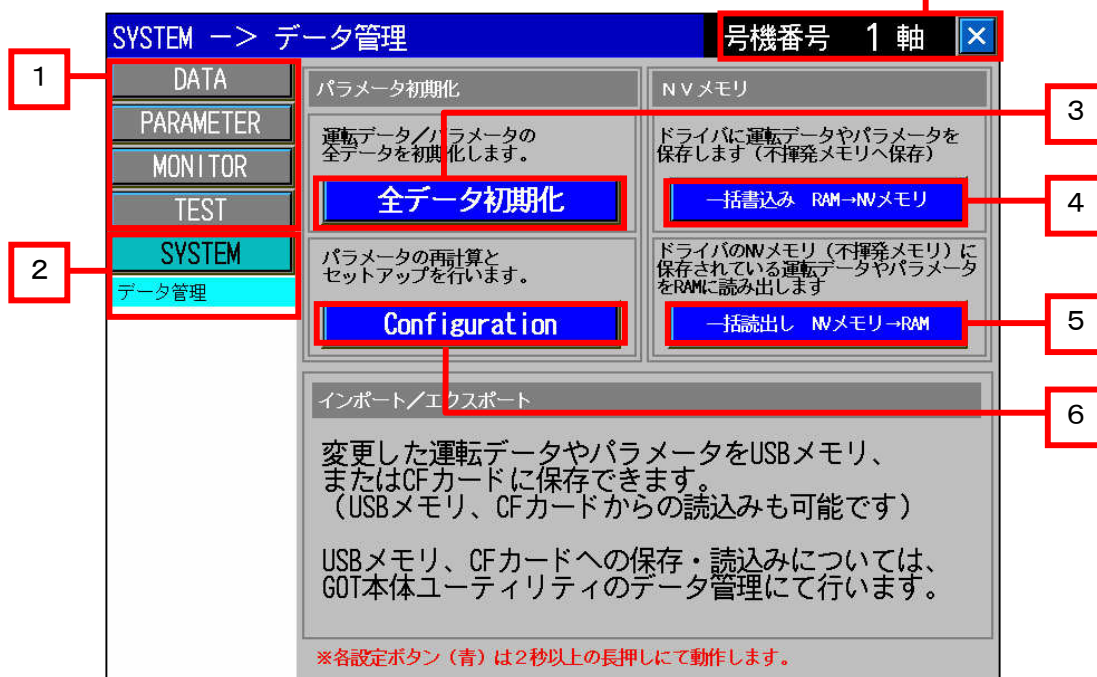 SYSTEM −> データ管理
号機番号 1 軸
×
1
DATA
PARAMETER
MONITOR
TEST
2
SYSTEM
データ管理
パラメータ初期化
運転データ/パラメータの
全データを初期化します。
全データ初期化
パラメータの再計算と
セットアップを行います。
Configuration
NVメモリ
ドライバに運転データやパラメータを
保存します(不揮発メモリへ保存)
一括書込み RAM→NVメモリ
ドライバのNVメモリ(不揮発メモリ)に
保存されている運転データやパラメータ
をRAMに読み出します
一括読出し NVメモリ→RAM
3
4
5
6
インポート/エクスポート
変更した運転データやパラメータをUSBメモリ、
またはCFカードに保存できます。
(USBメモリ、CFカードからの読込みも可能です)
USBメモリ、CFカードへの保存・読込みについては、
GOT本体ユーティリティのデータ管理にて行います。
※各設定ボタン(青)は2秒以上の長押しにて動作します。